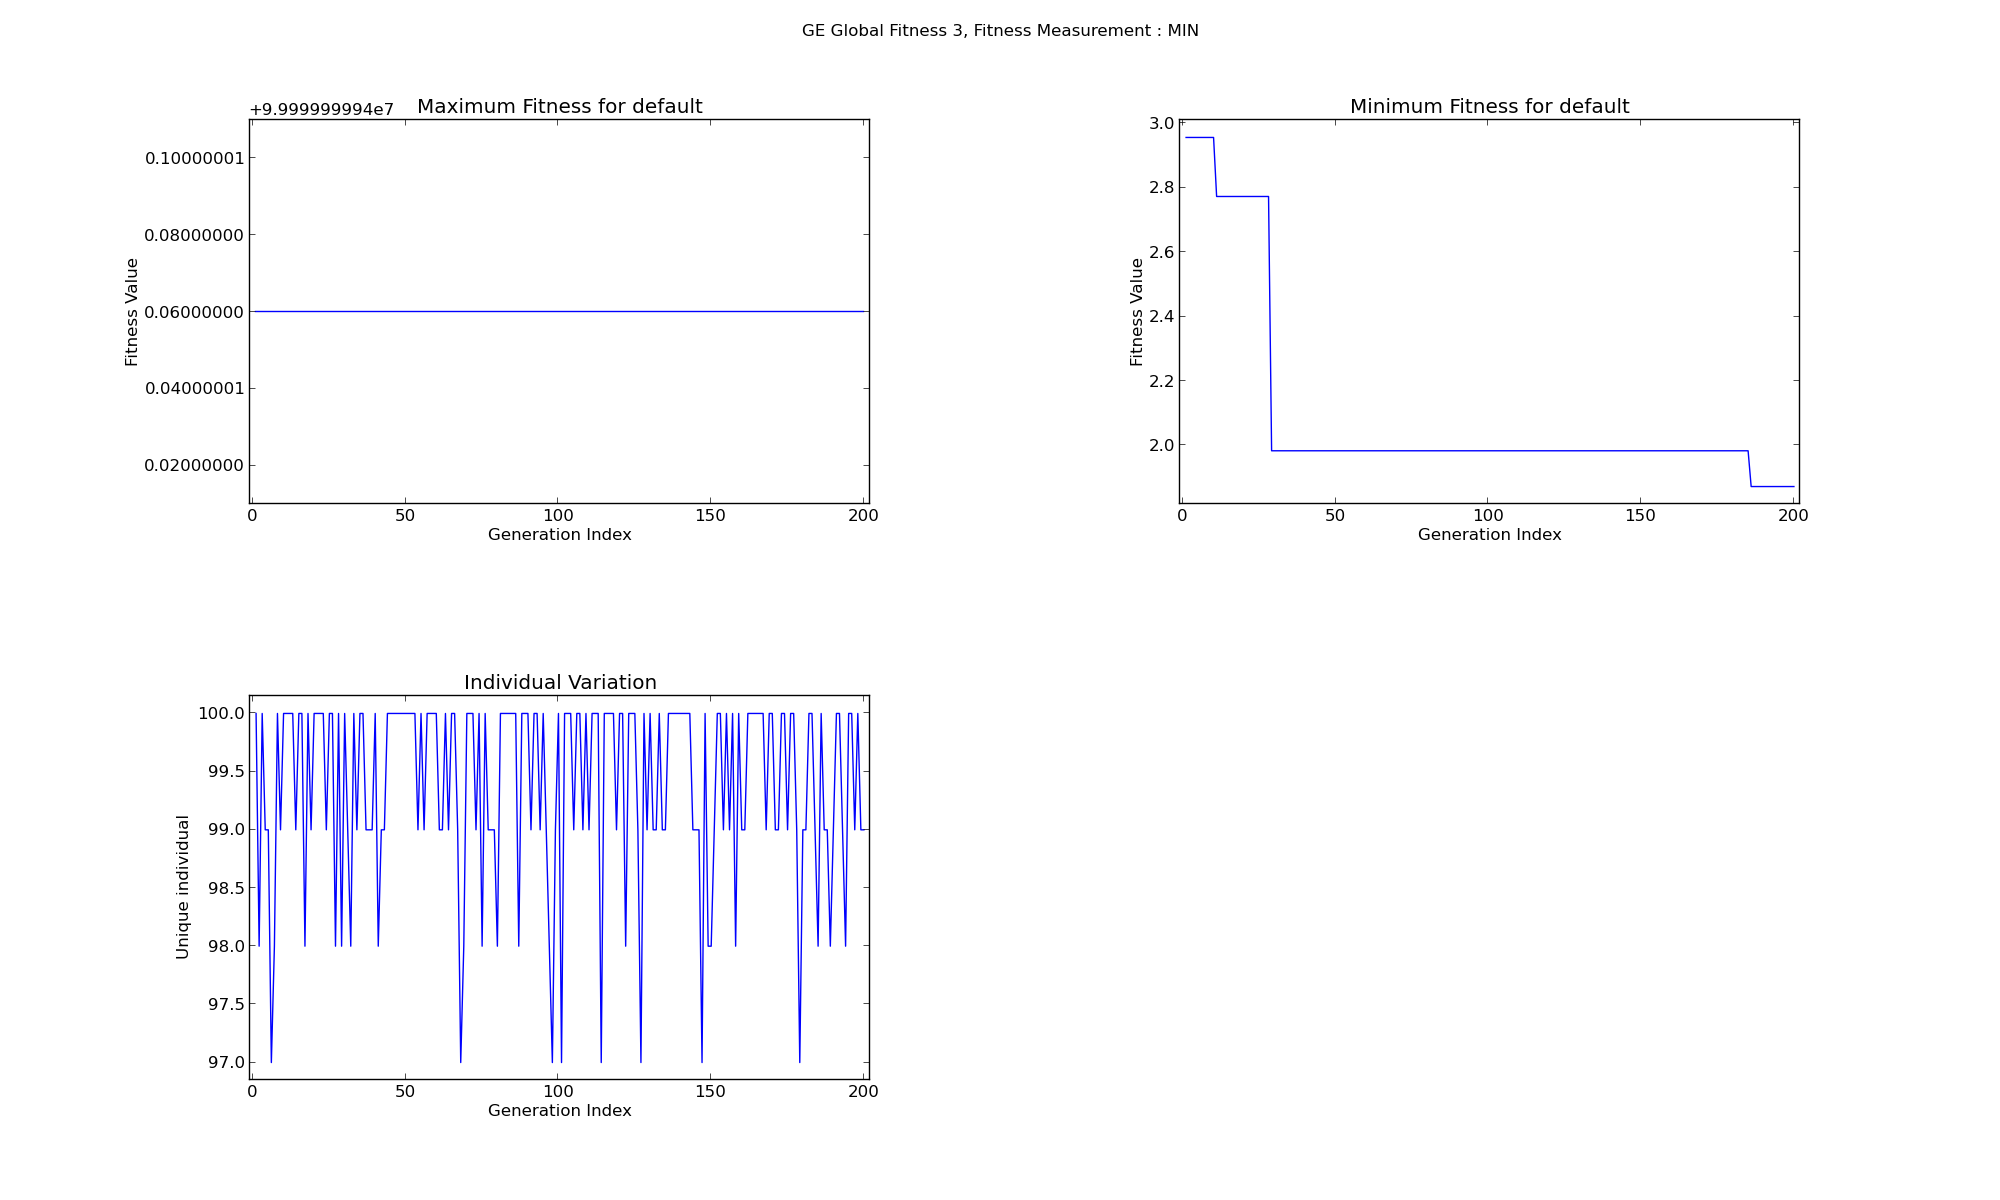 GE Global Fitness 3, Fitness Measurement : MIN
+9.999999994e7
Maximum Fitness for default
0.10000001
0.08000000
0.06000000
0.04000001
0.02000000
Fitness Value
0 50 100 150 200
Generation Index
Minimum Fitness for default
3.0
2.8
2.6
2.4
2.2
2.0
Fitness Value
0 50 100 150 200
Generation Index
Individual Variation
100.0
99.5
99.0
98.5
98.0
97.5
97.0
Unique individual
0 50 100 150 200
Generation Index